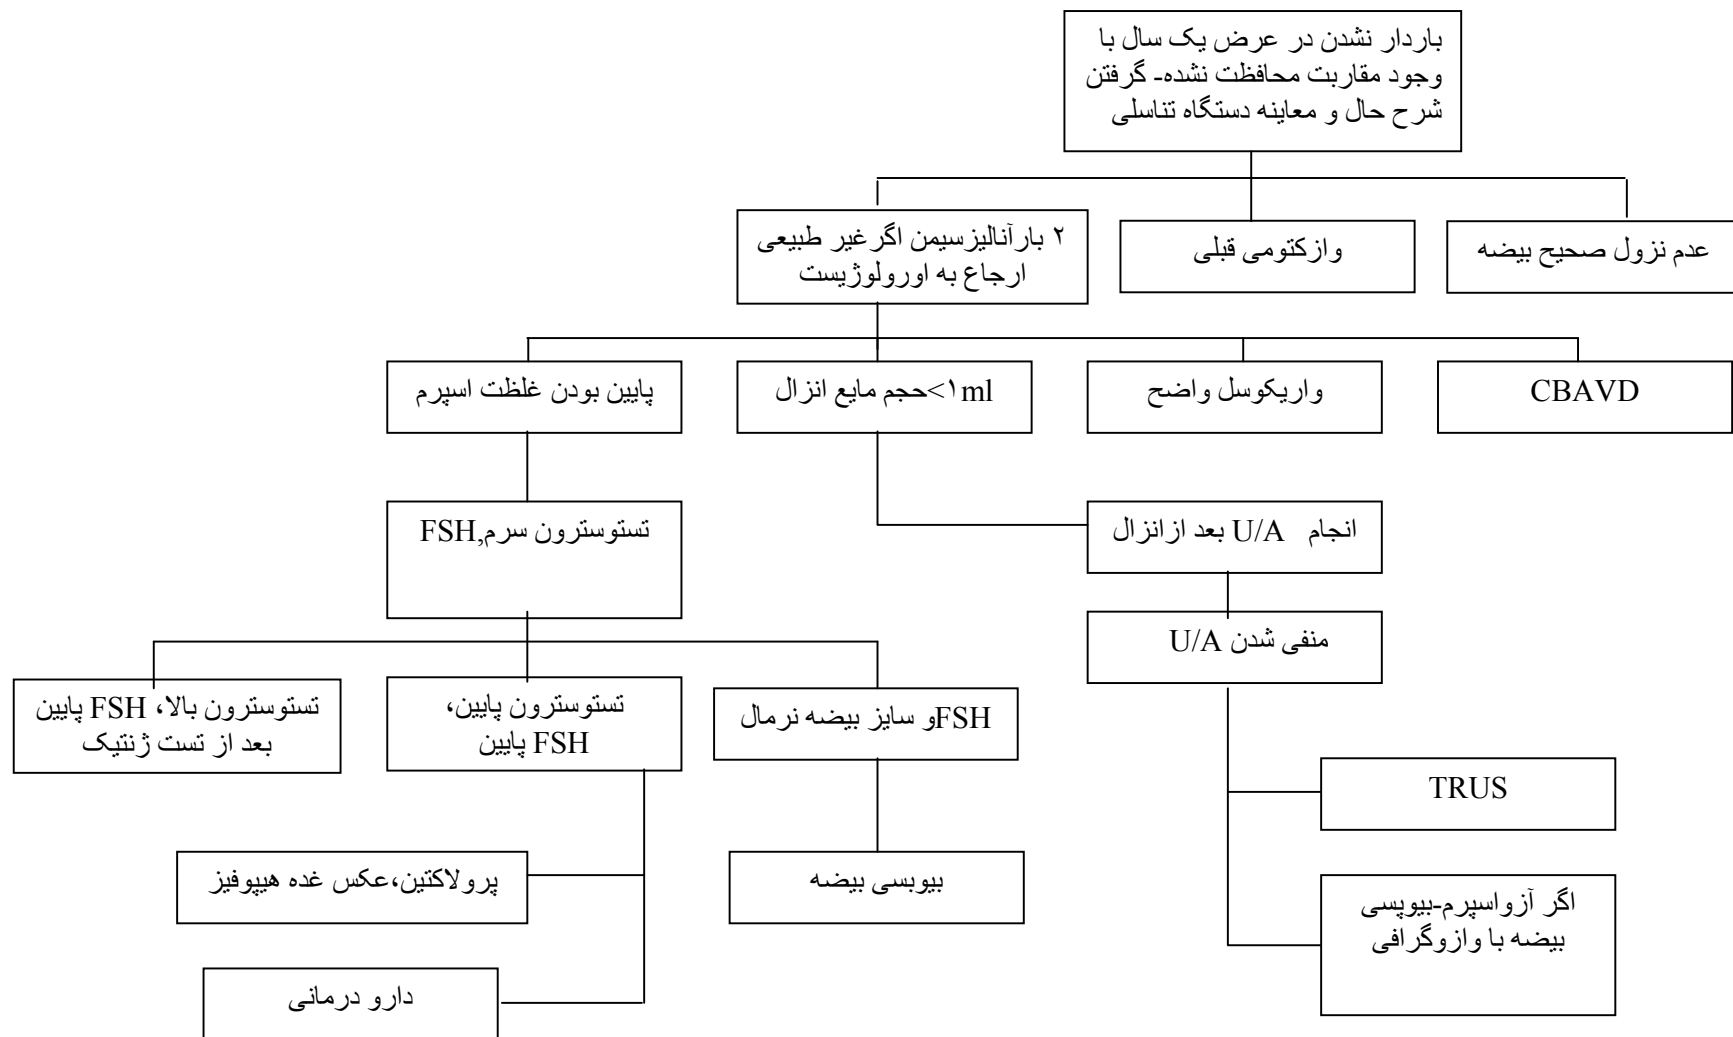 باردار نشدن در عرض یک سال با
وجود مقاربت محافظت نشده- گرفتن
شرح حال و معاینه دستگاه تناسلی
عدم نزول صحیح بیضه
وازکتومی قبلی
۲ بارآنالیزسیمن اگرغیر طبیعی
ارجاع به اورولوژیست
CBAVD
واریکوسل واضح
حجم مایع انزال<۱ml
پایین بودن غلظت اسپرم
انجام U/A بعد ازانزال
تستوسترون سرم,FSH
منفی شدن U/A
FSHو سایز بیضه نرمال
تستوسترون پایین،
FSH پایین
تستوسترون بالا، FSH پایین
بعد از تست ژنتیک
TRUS
بیوبسی بیضه
پرولاکتین،عکس غده هیپوفیز
اگر آزواسپرم-بیوپسی
بیضه با وازوگرافی
دارو درمانی